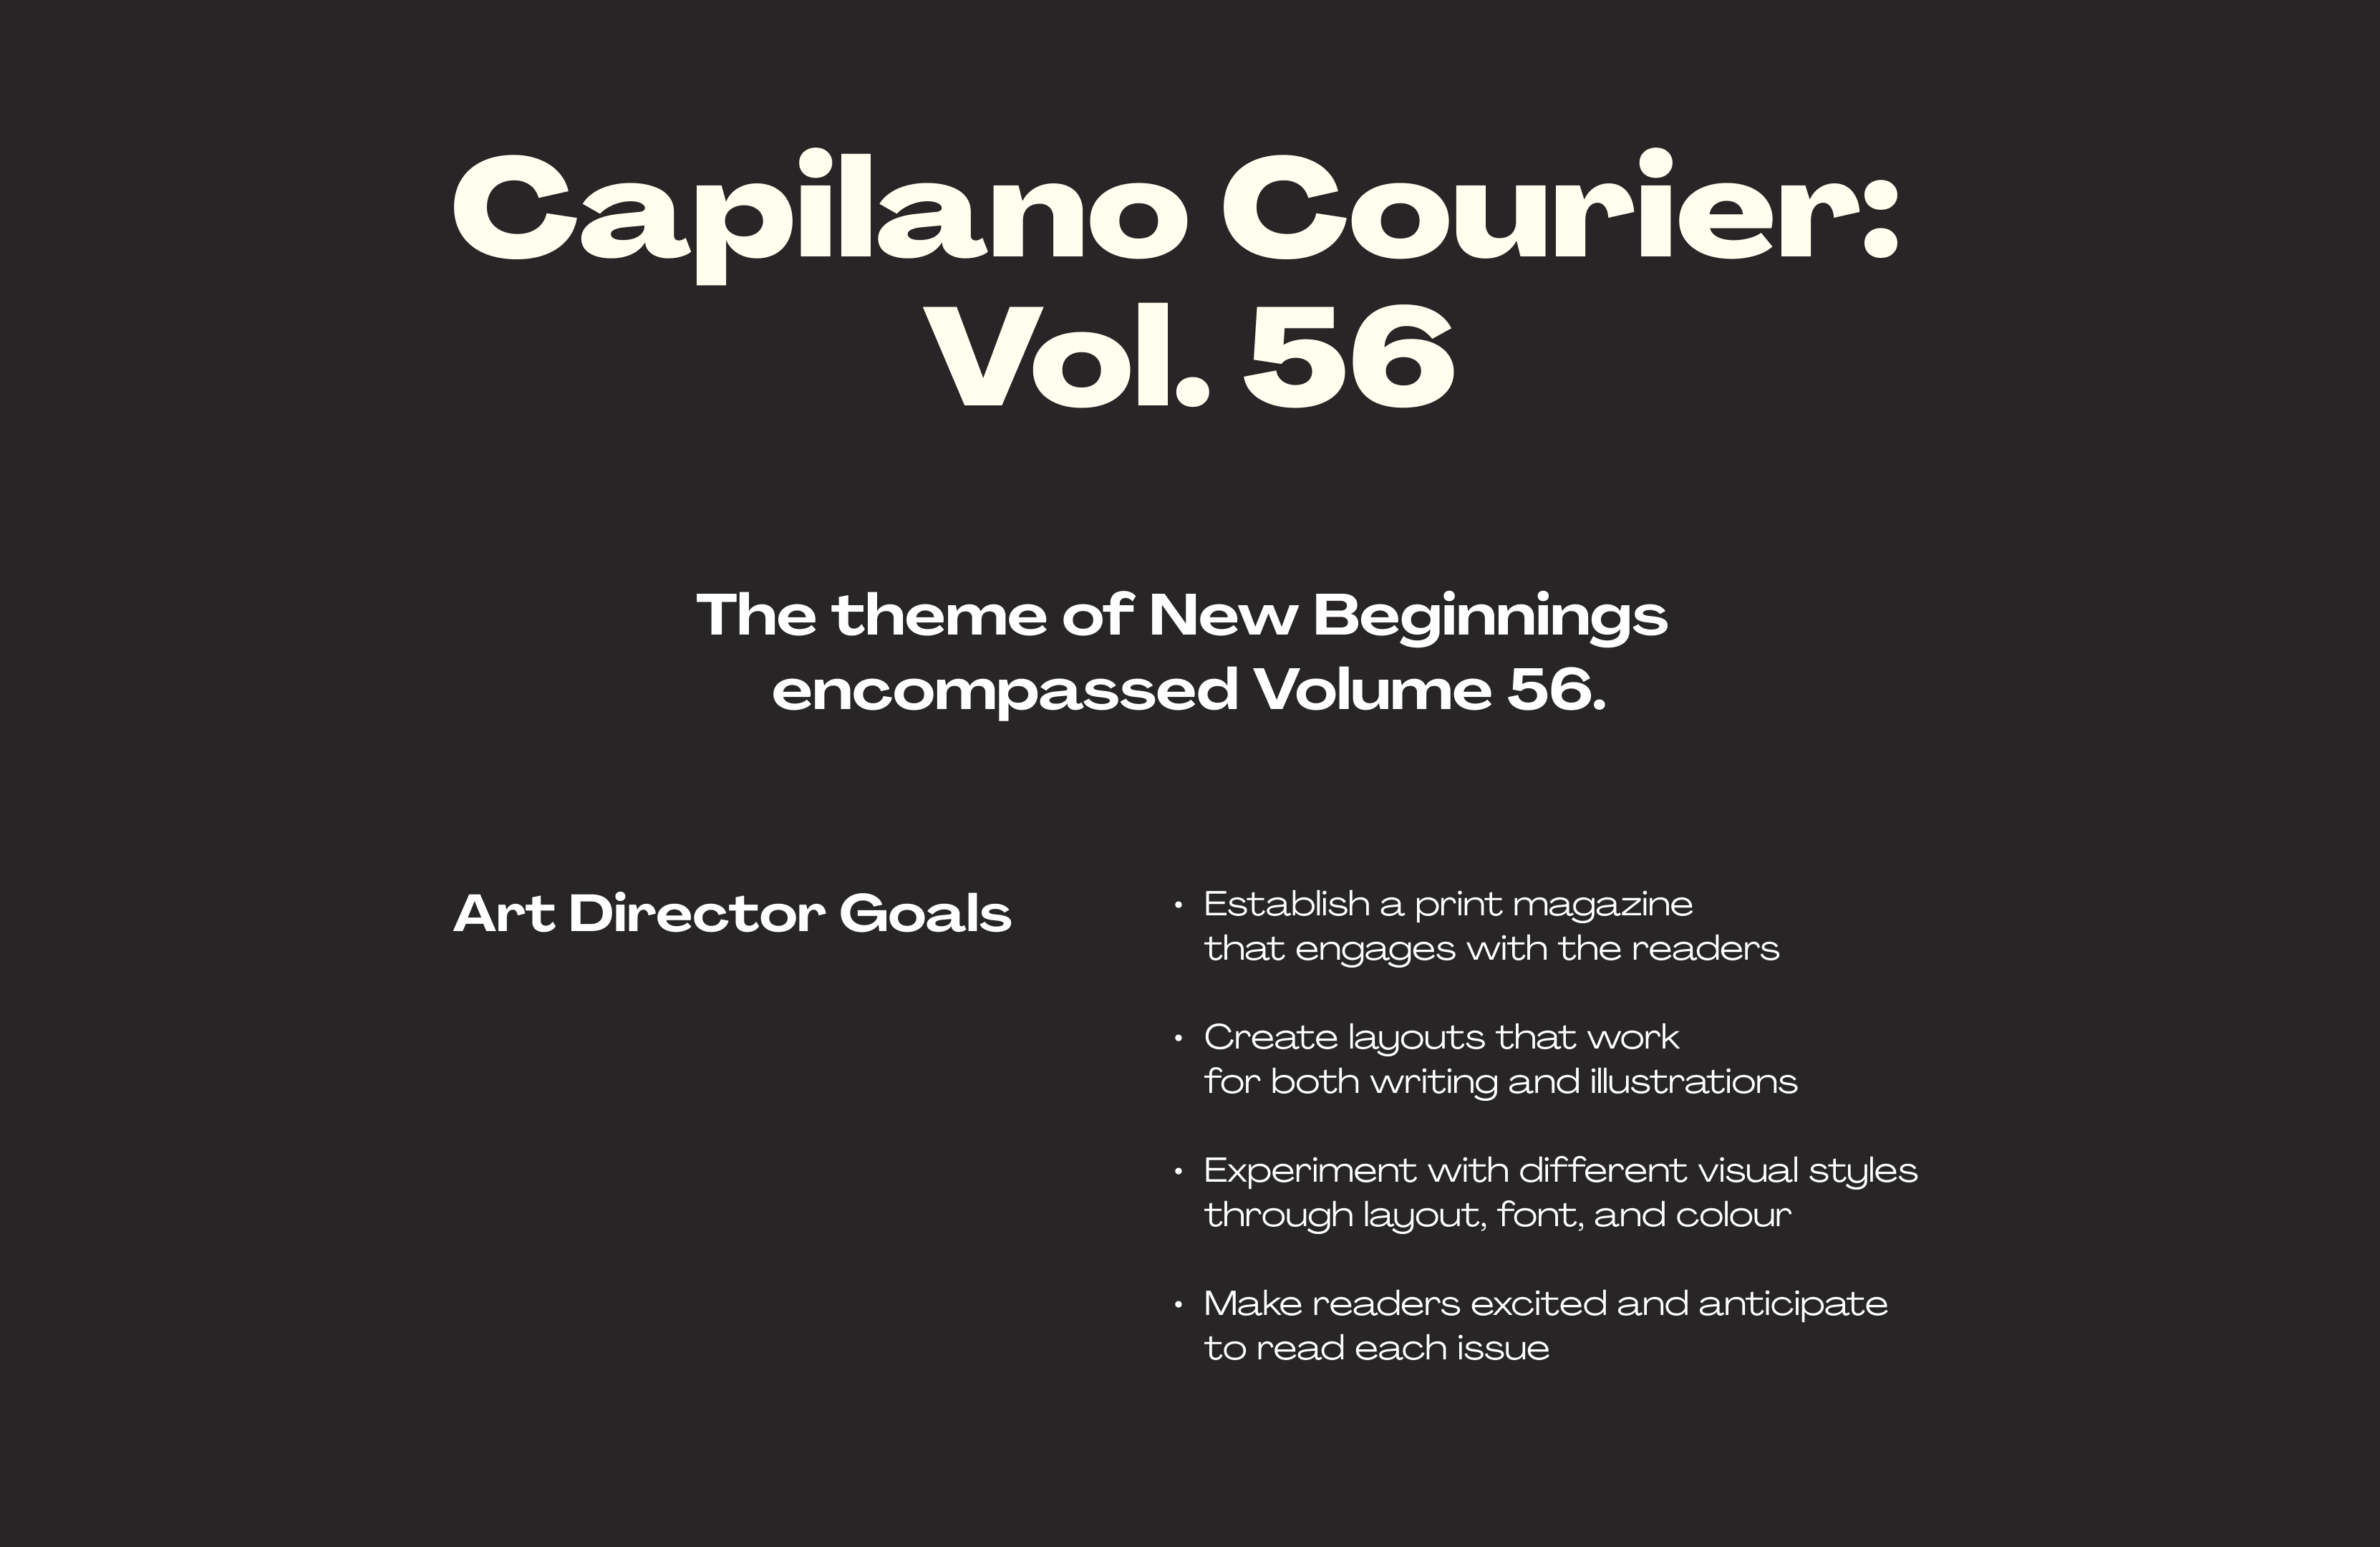 Capilano Courier:
Vol. 56
The theme of New Beginnings
encompassed Volume 56.
Art Director Goals
• Establish a print magazine
that engages with the readers
• Create layouts that work
for both writing and illustrations
• Experiment with different visual styles
through layout, font, and colour
• Make readers excited and anticipate
to read each issue